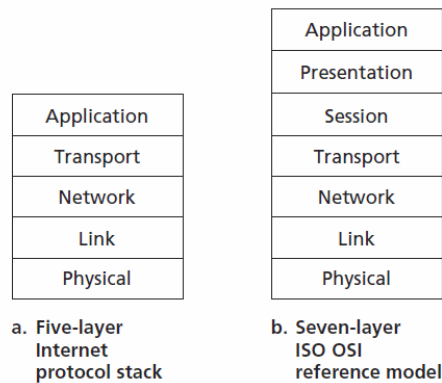 Application
Transport
Network
Link
Physical
a. Five-layer
Internet
protocol stack
Application
Presentation
Session
Transport
Network
Link
Physical
b. Seven-layer
ISO OSI
reference model